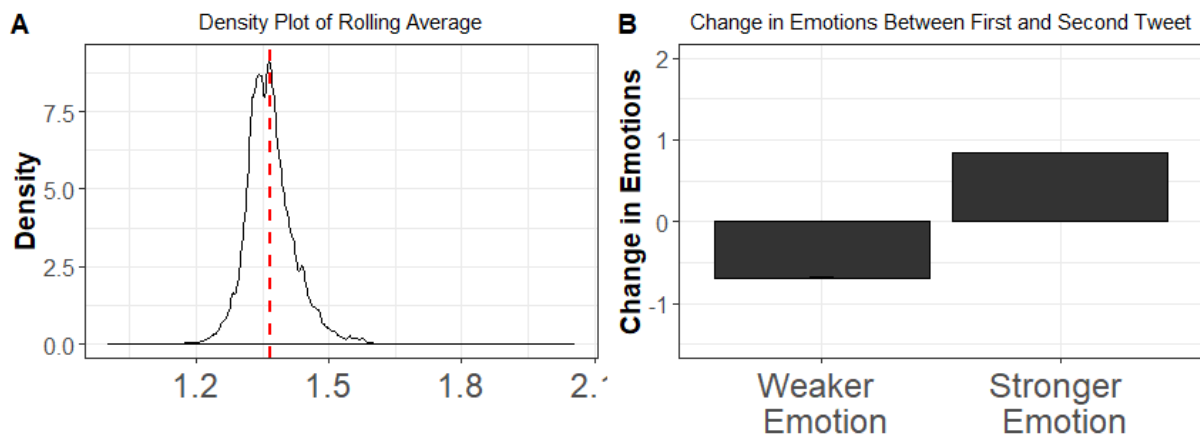 A
Density Plot of Rolling Average
Density
7.5
5.0
2.5
0.0
1.2
1.5
1.8
2.1
B
Change in Emotions Between First and Second Tweet
Change in Emotions
2
1
0
-1
Weaker
Emotion
Stronger
Emotion